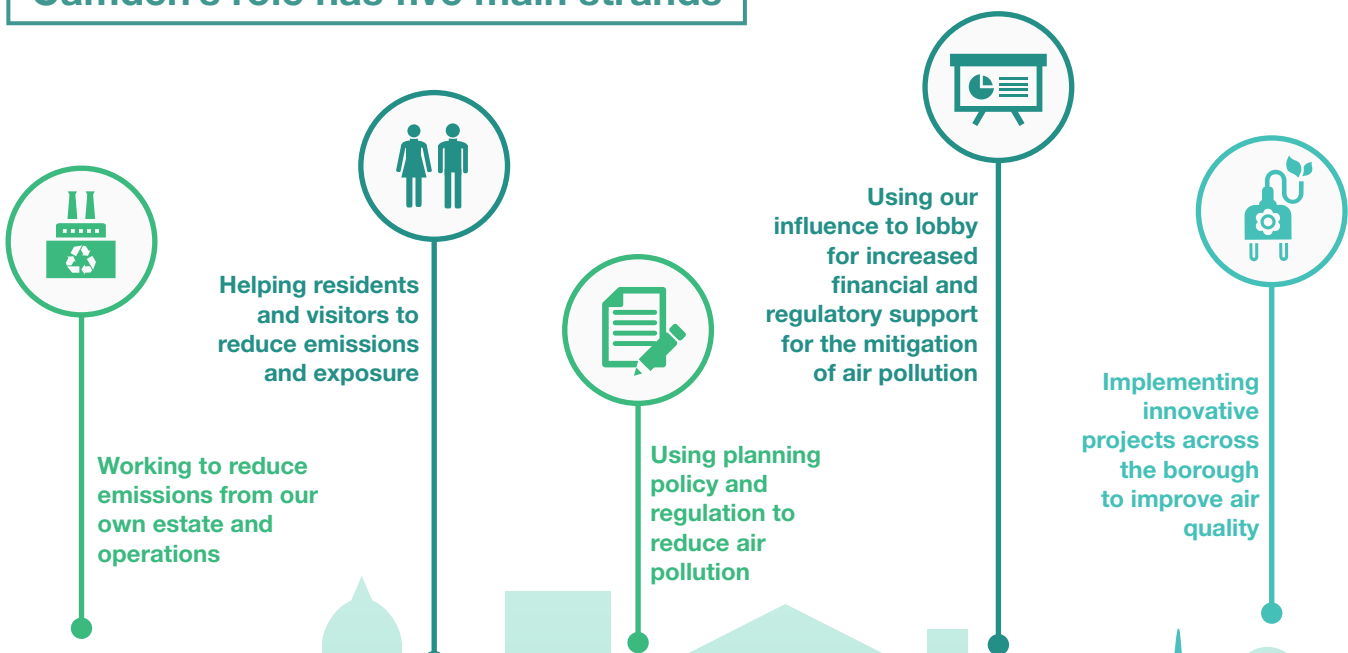 Camden's role has five main strands
Working to reduce
emissions from our
own estate and
operations
Helping residents
and visitors to
reduce emissions
and exposure
Using planning
policy and
regulation to
reduce air
pollution
Using our
influence to lobby
for increased
financial and
regulatory support
for the mitigation
of air pollution
Implementing
innovative
projects across
the borough
to improve air
quality